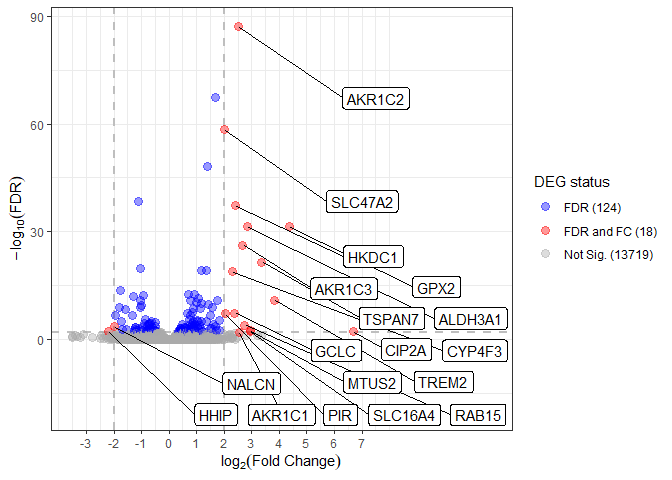 90
60
30
0
−log10(FDR)
AKR1C2
SLC47A2
HKDC1
GPX2
AKR1C3
TSPAN7
ALDH3A1
GCLC
CIP2A
CYP4F3
NALCN
MTUS2
TREM2
HHIP
AKR1C1
PIR
SLC16A4
RAB15
-3 -2 -1 0 1 2 3 4 5 6 7
log2(Fold Change)
DEG status
FDR (124)
FDR and FC (18)
Not Sig. (13719)